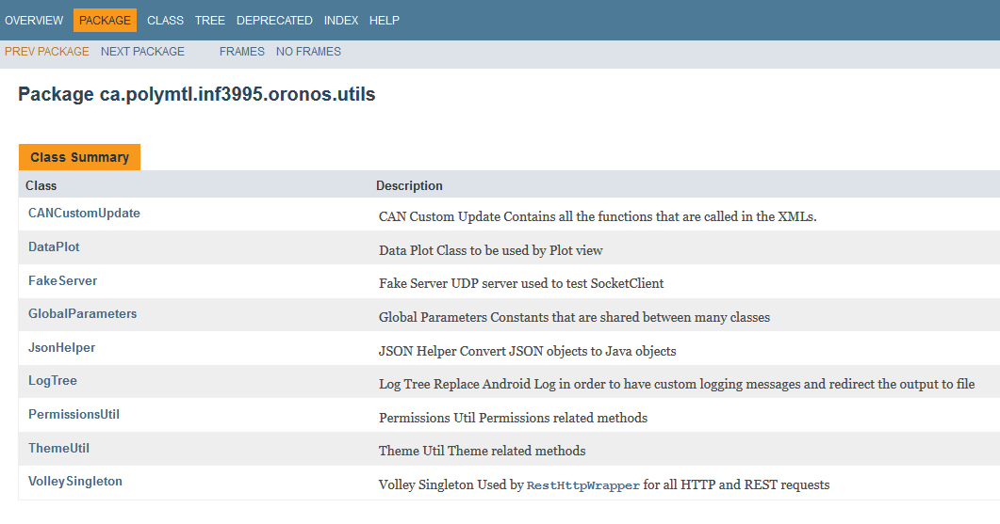 OVERVIEW PACKAGE CLASS TREE DEPRECATED INDEX HELP
PREV PACKAGE NEXT PACKAGE FRAMES NO FRAMES
Package ca.polymtl.inf3995.oronos.utils
Class Summary
Class Description
CANCustomUpdate CAN Custom Update Contains all the functions that are called in the XMLs.
DataPlot Data Plot Class to be used by Plot view
FakeServer Fake Server UDP server used to test SocketClient
GlobalParameters Global Parameters Constants that are shared between many classes
JsonHelper JSON Helper Convert JSON objects to Java objects
LogTree Log Tree Replace Android Log in order to have custom logging messages and redirect the output to file
PermissionsUtil Permissions Util Permissions related methods
ThemeUtil Theme Util Theme related methods
VolleySingleton Volley Singleton Used by RestHttpWrapper for all HTTP and REST requests